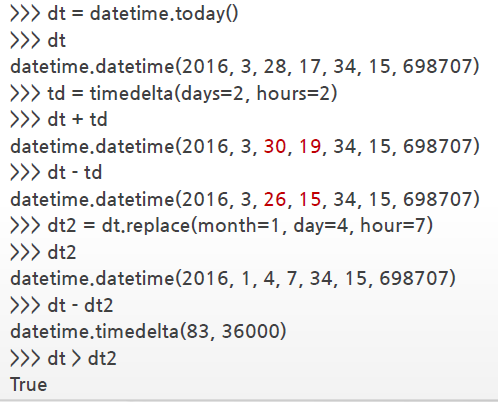 >>> dt = datetime.today()
>>> dt
datetime.datetime(2016, 3, 28, 17, 34, 15, 698707)
>>> td = timedelta(days=2, hours=2)
>>> dt + td
datetime.datetime(2016, 3, 30, 19, 34, 15, 698707)
>>> dt - td
datetime.datetime(2016, 3, 26, 15, 34, 15, 698707)
>>> dt2 = dt.replace(month=1, day=4, hour=7)
>>> dt2
datetime.datetime(2016, 1, 4, 7, 34, 15, 698707)
>>> dt - dt2
datetime.timedelta(83, 36000)
>>> dt > dt2
True